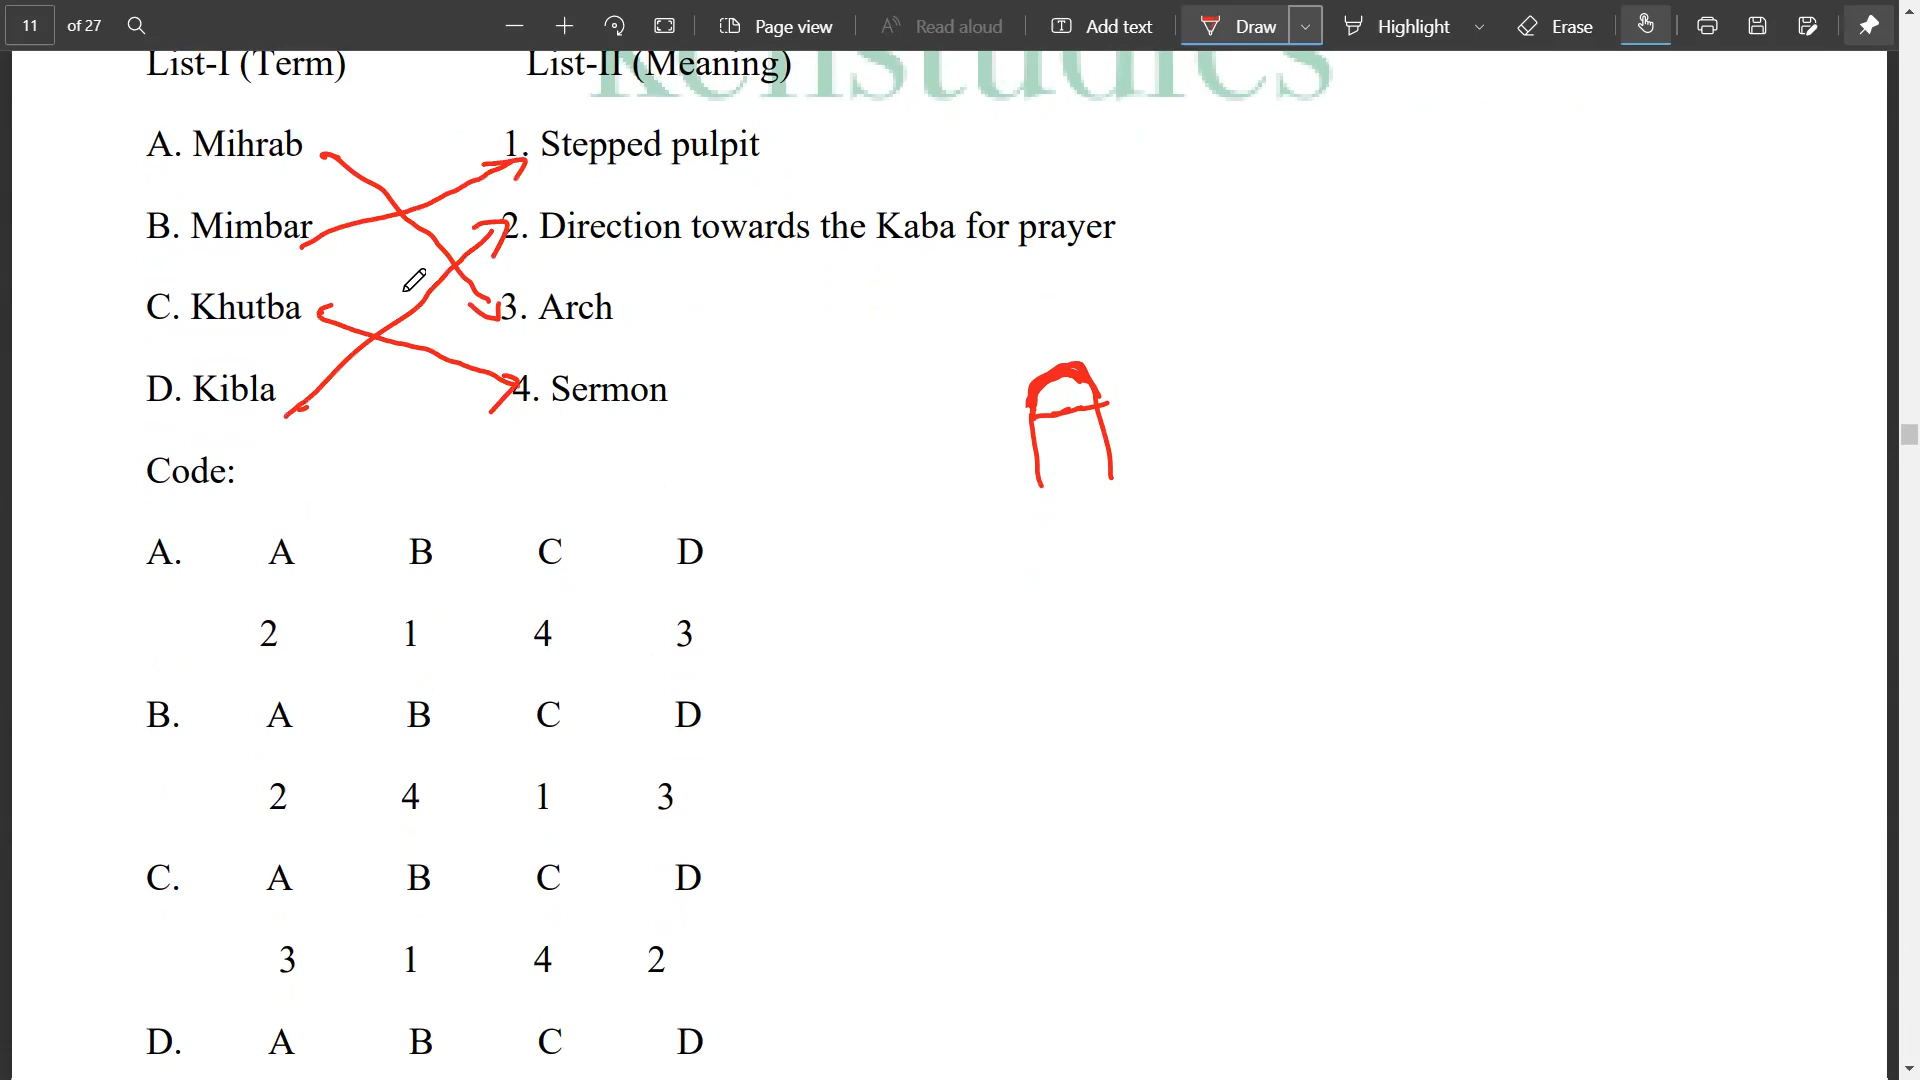 11 of 27 Page view Read aloud Add text Draw Highlight Erase
kenstudies
List-I (Term) List-II (Meaning)
A. Mihrab 1. Stepped pulpit
B. Mimbar 2. Direction towards the Kaba for prayer
C. Khutba 3. Arch
D. Kibla 4. Sermon
Code:
A. A B C D
2 1 4 3
B. A B C D
2 4 1 3
C. A B C D
3 1 4 2
D. A B C D